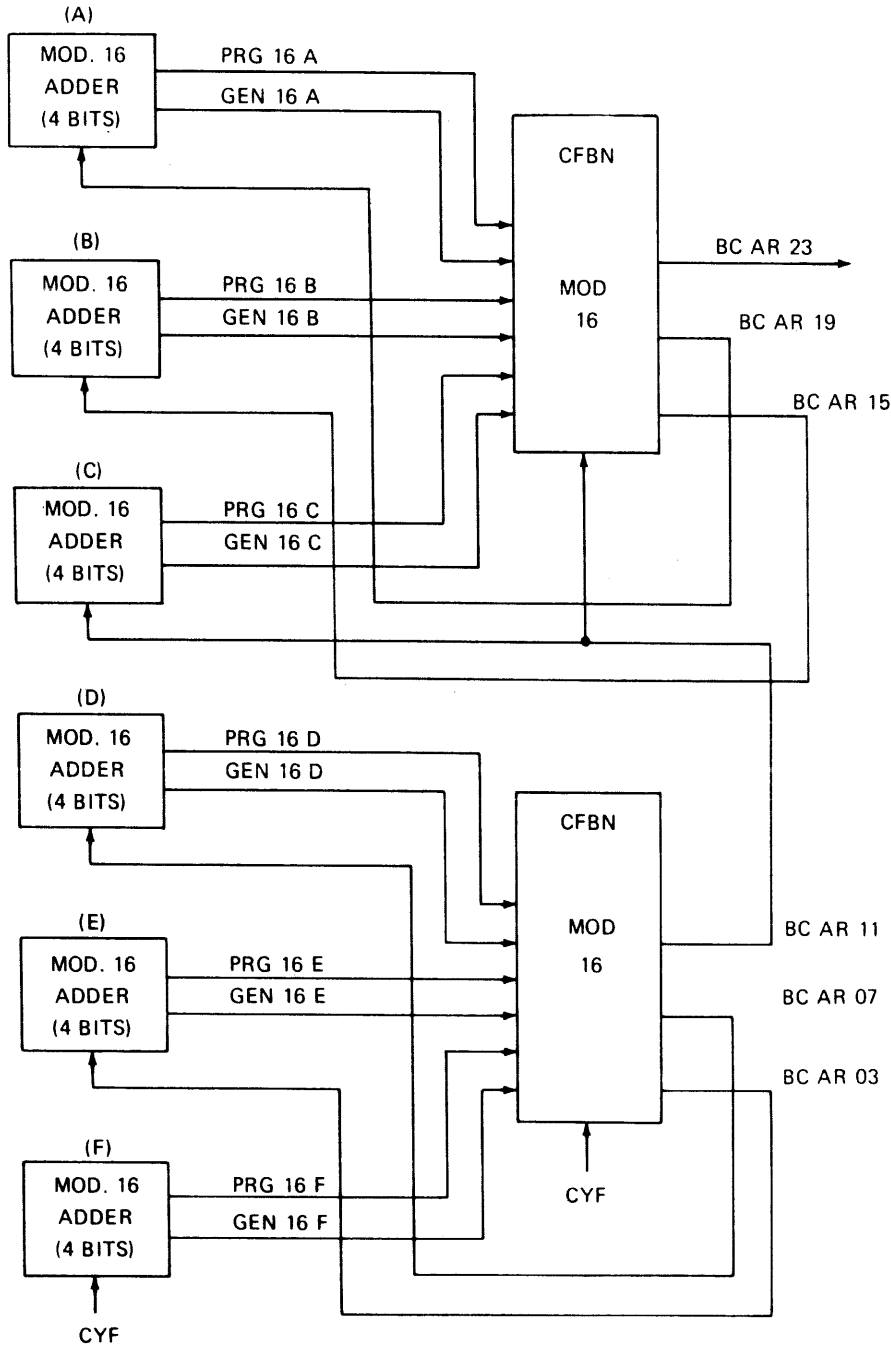 (A)
MOD. 16
ADDER
(4 BITS)
PRG 16 A
GEN 16 A
CFBN
MOD
16
BC AR 23
BC AR 19
BC AR 15
(B)
MOD. 16
ADDER
(4 BITS)
PRG 16 B
GEN 16 B
(C)
MOD. 16
ADDER
(4 BITS)
PRG 16 C
GEN 16 C
(D)
MOD. 16
ADDER
(4 BITS)
PRG 16 D
GEN 16 D
CFBN
MOD
16
BC AR 11
BC AR 07
BC AR 03
CYF
(E)
MOD. 16
ADDER
(4 BITS)
PRG 16 E
GEN 16 E
(F)
MOD. 16
ADDER
(4 BITS)
PRG 16 F
GEN 16 F
CYF